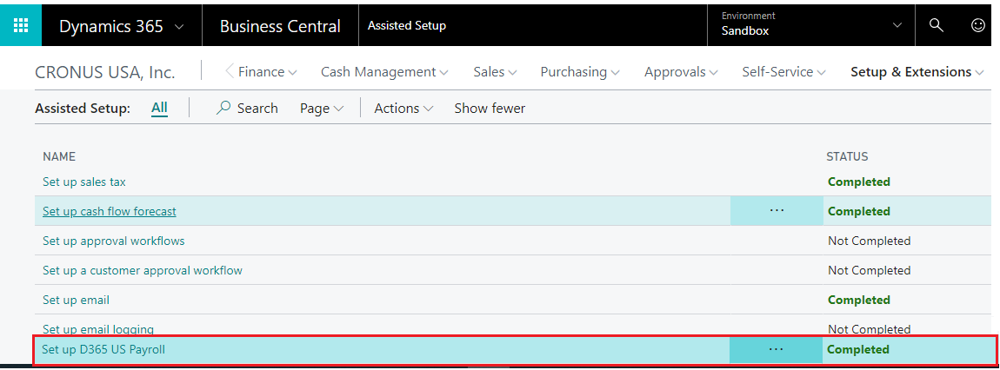 Dynamics 365 Business Central Assisted Setup Environment Sandbox
CRONUS USA, Inc. Finance Cash Management Sales Purchasing Approvals Self-Service Setup & Extensions
Assisted Setup: All Search Page Actions Show fewer
NAME STATUS
Set up sales tax Completed
Set up cash flow forecast ... Completed
Set up approval workflows Not Completed
Set up a customer approval workflow Not Completed
Set up email Completed
Set up email logging Not Completed
Set up D365 US Payroll ... Completed